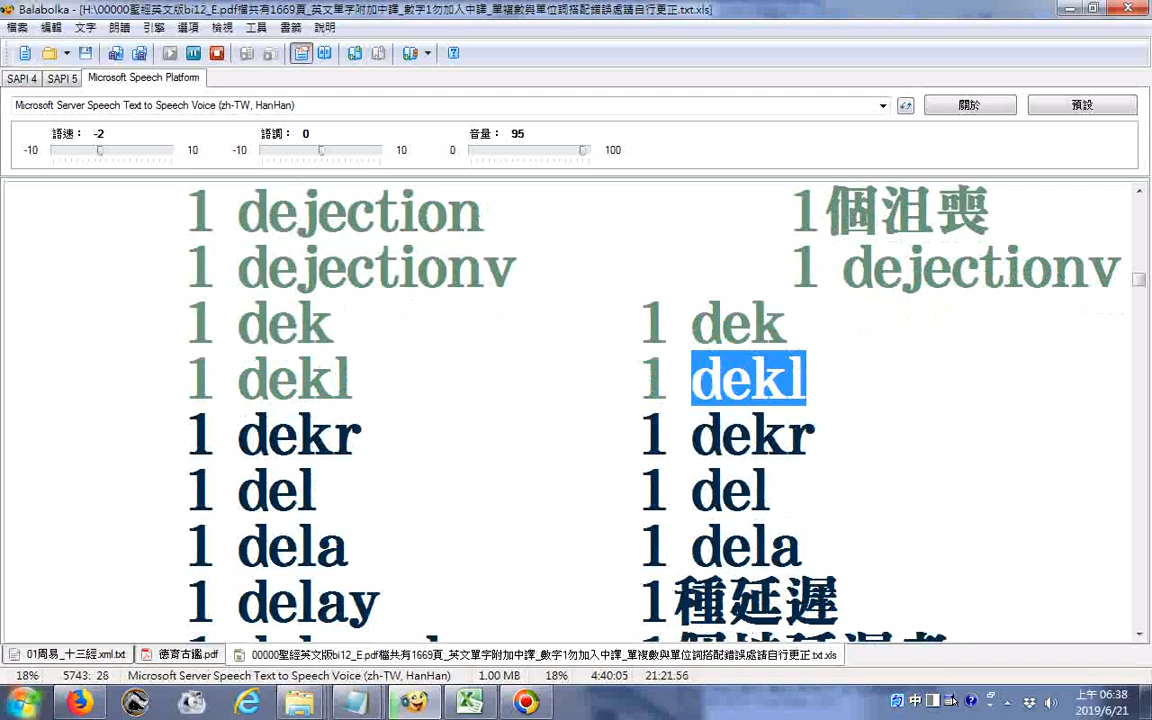 Balabolka - [H:\00000聖經英文版bi12_E.pdf檔共有1669頁_英文單字附加中譯_數字1勿加入中譯_單複數與單位詞搭配錯誤處請自行更正.txt.xls]
檔案 編輯 文字 朗讀 引擎 選項 檢視 工具 書籤 說明
SAPI 4 SAPI 5 Microsoft Speech Platform
Microsoft Server Speech Text to Speech Voice (zh-TW, HanHan) 關於 預設
語速： -2 語調： 0 音量： 95
-10 10 -10 10 0 100
1 dejection 1個沮喪
1 dejectionv 1 dejectionv
1 dek 1 dek
1 dekl 1 dekl
1 dekr 1 dekr
1 del 1 del
1 dela 1 dela
1 delay 1種延遲
01周易_十三經.xml.txt 德育古鑑.pdf 00000聖經英文版bi12_E.pdf檔共有1669頁_英文單字附加中譯_數字1勿加入中譯_單複數與單位詞搭配錯誤處請自行更正.txt.xls
18% 5743: 28 Microsoft Server Speech Text to Speech Voice (zh-TW, HanHan) 1.00 MB 18% 4:40:05 21:21.56
中 上午 06:38
2019/6/21